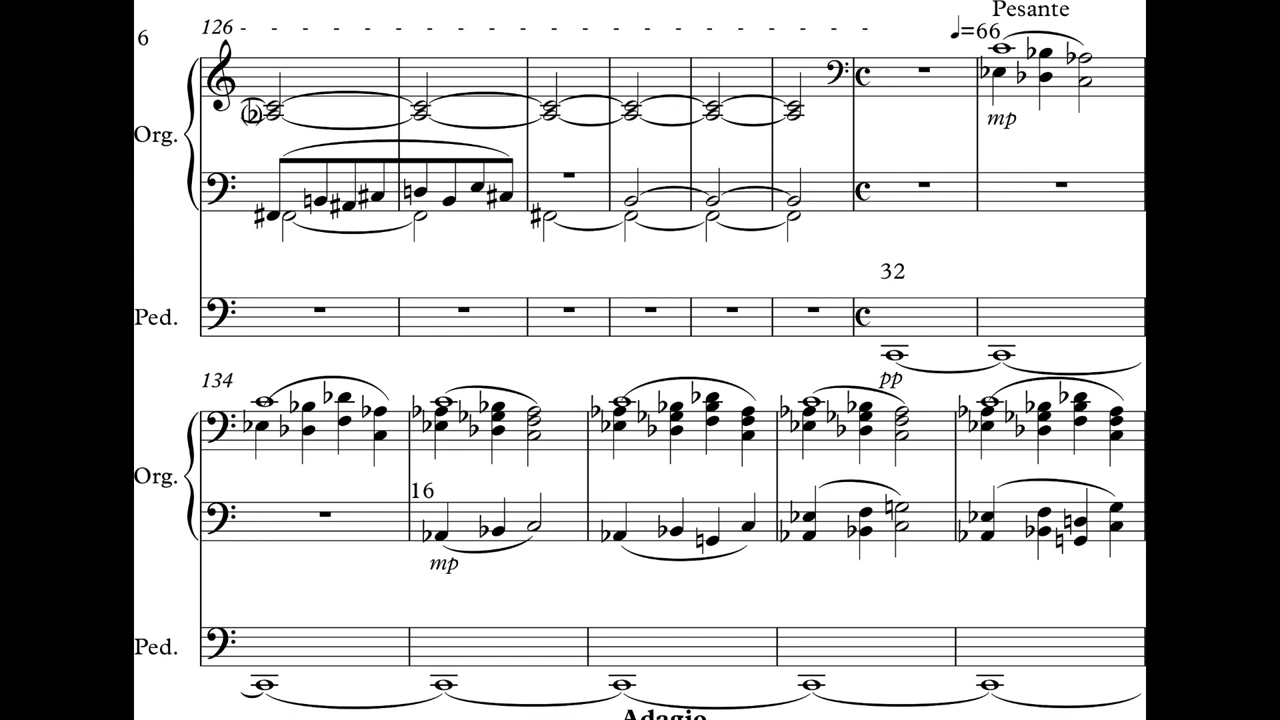 Pesante
6
126
♩=66
Org.
mp
32
Ped.
pp
134
Org.
16
mp
Ped.
Adagio